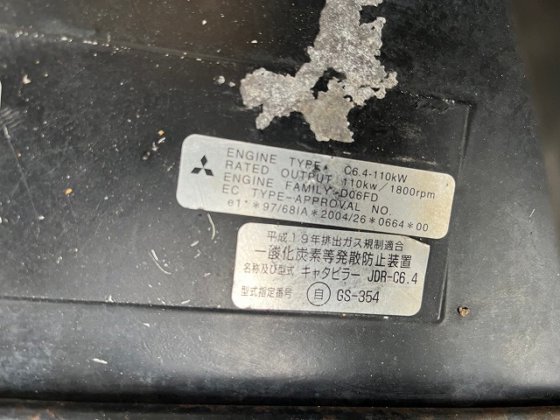 ENGINE TYPE* C6.4-110kW
RATED OUTPUT*110kw/1800rpm
ENGINE FAMILY*D06FD
EC TYPE-APPROVAL NO.
e1*97/68IA*2004/26*0664*00
平成19年排出ガス規制適合
一酸化炭素等発散防止装置
名称及び型式 キャタピラー JDR-C6.4
型式指定番号 自 GS-354